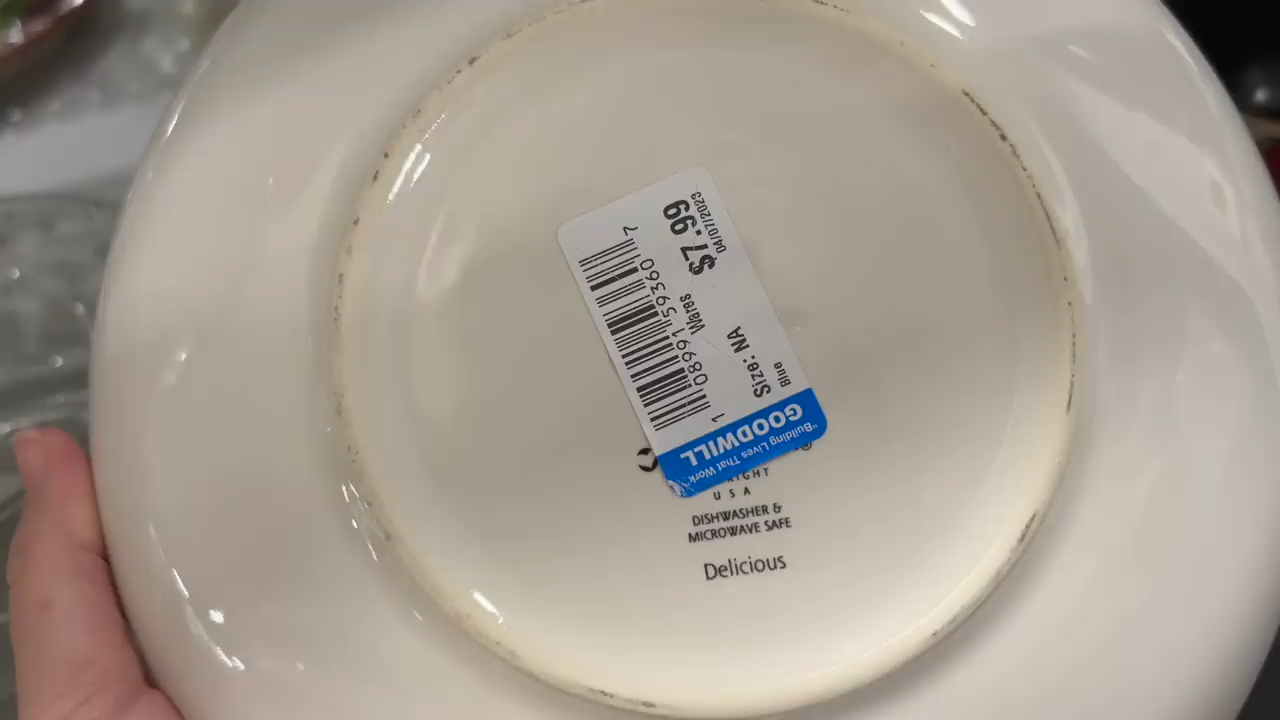 $7.99
04/07/2023
Wares
1 08991 59360 7
Size: NA
Blue
GOODWILL
"Building Lives That Work"
®
USA
DISHWASHER &
MICROWAVE SAFE
Delicious